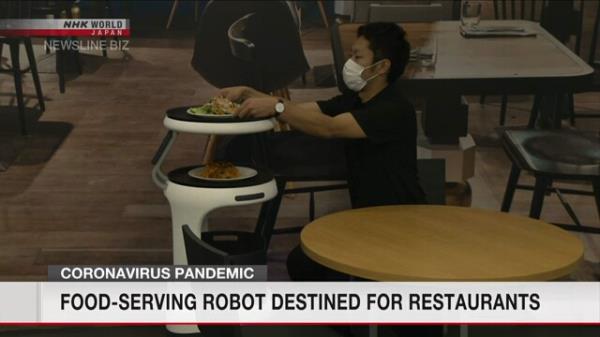 NHK WORLD
JAPAN
NEWSLINE.BIZ
CORONAVIRUS PANDEMIC
FOOD-SERVING ROBOT DESTINED FOR RESTAURANTS